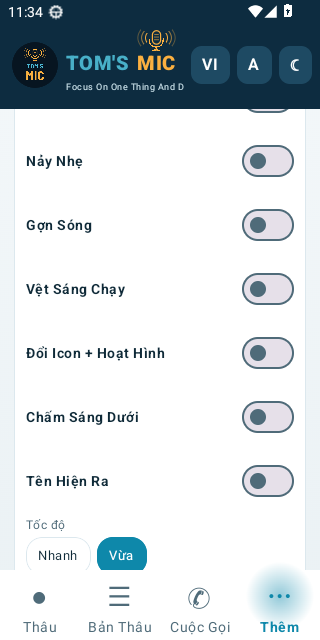 11:34
TOM'S MIC
TOM'S MIC
VI
A
Focus On One Thing And D
Nảy Nhẹ
Gợn Sóng
Vệt Sáng Chạy
Đổi Icon + Hoạt Hình
Chấm Sáng Dưới
Tên Hiện Ra
Tốc độ
Nhanh
Vừa
Thâu
Bản Thâu
Cuộc Gọi
Thêm